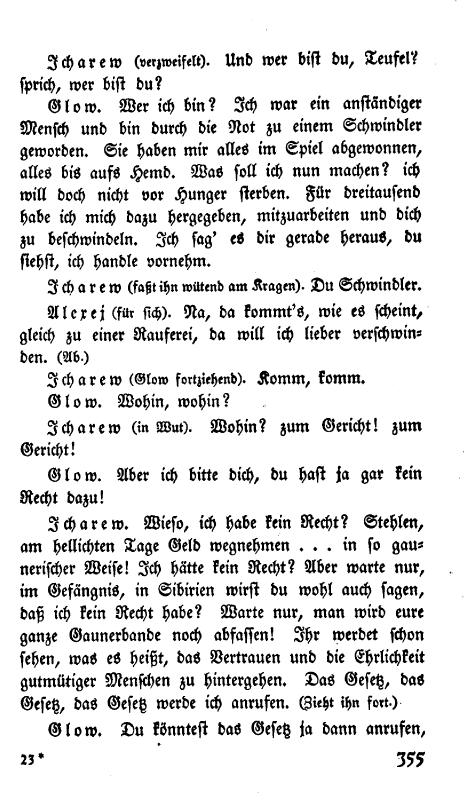 Icharew (verzweifelt). Und wer bist du, Teufel?
sprich, wer bist du?
Glow. Wer ich bin? Ich war ein anständiger
Mensch und bin durch die Not zu einem Schwindler
geworden. Sie haben mir alles im Spiel abgewonnen,
alles bis aufs Hemd. Was soll ich nun machen? ich
will doch nicht vor Hunger sterben. Für dreitausend
habe ich mich dazu hergegeben, mitzuarbeiten und dich
zu beschwindeln. Ich sag' es dir gerade heraus, du
siehst, ich handle vornehm.
Icharew (faßt ihn wütend am Kragen). Du Schwindler.
Alexej (für sich). Na, da kommt's, wie es scheint,
gleich zu einer Rauferei, da will ich lieber verschwin-
den. (Ab.)
Icharew (Glow fortziehend). Komm, komm.
Glow. Wohin, wohin?
Icharew (in Wut). Wohin? zum Gericht! zum
Gericht!
Glow. Aber ich bitte dich, du hast ja gar kein
Recht dazu!
Icharew. Wieso, ich habe kein Recht? Stehlen,
am hellichten Tage Geld wegnehmen . . . in so gau-
nerischer Weise! Ich hätte kein Recht? Aber warte nur,
im Gefängnis, in Sibirien wirst du wohl auch sagen,
daß ich kein Recht habe? Warte nur, man wird eure
ganze Gaunerbande noch abfassen! Ihr werdet schon
sehen, was es heißt, das Vertrauen und die Ehrlichkeit
gutmütiger Menschen zu hintergehen. Das Gesetz, das
Gesetz, das Gesetz werde ich anrufen. (Zieht ihn fort.)
Glow. Du könntest das Gesetz ja dann anrufen,
23* 355